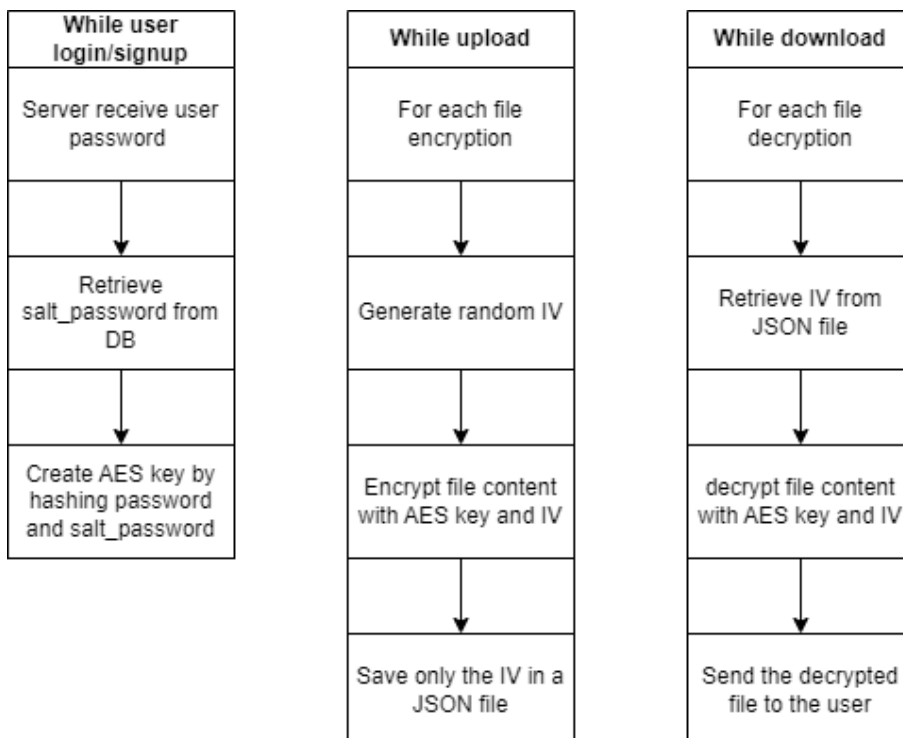 While user
login/signup
Server receive user
password
Retrieve
salt_password from
DB
Create AES key by
hashing password
and salt_password
While upload
For each file
encryption
Generate random IV
Encrypt file content
with AES key and IV
Save only the IV in a
JSON file
While download
For each file
decryption
Retrieve IV from
JSON file
decrypt file content
with AES key and IV
Send the decrypted
file to the user